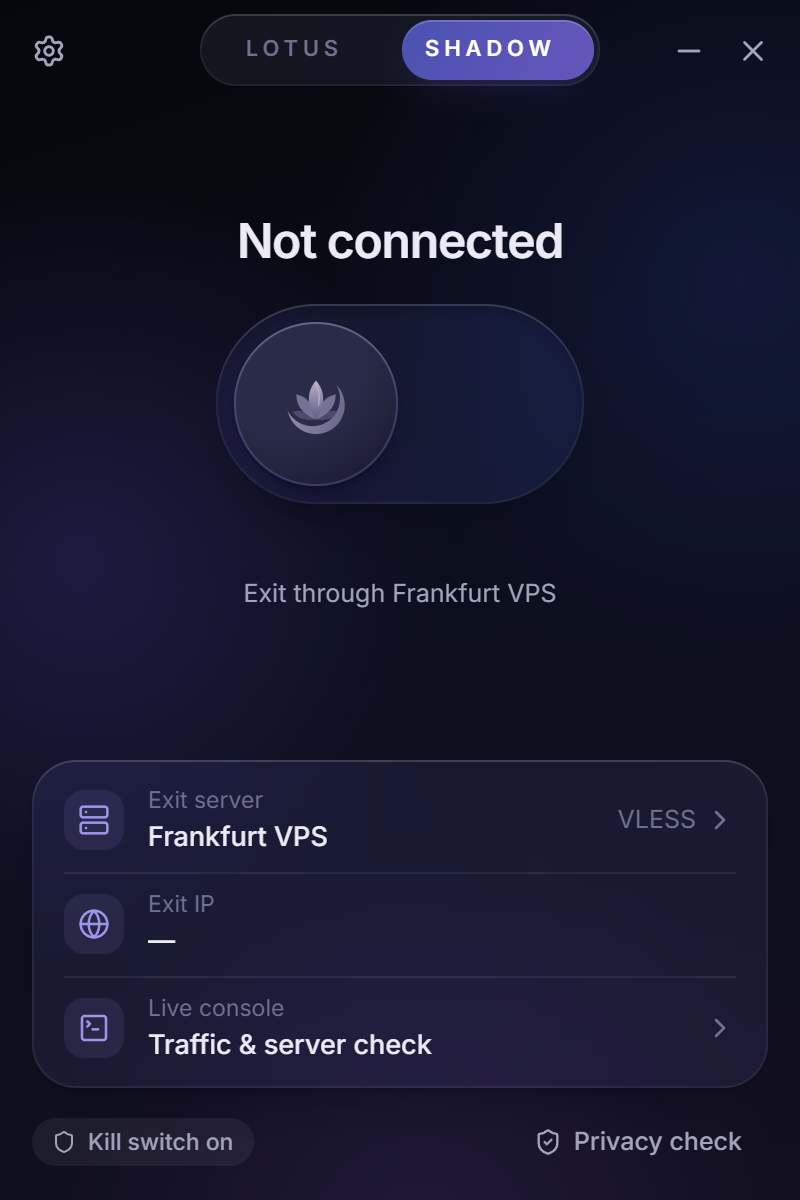 LOTUS
SHADOW
Not connected
Exit through Frankfurt VPS
Exit server
Frankfurt VPS
VLESS
Exit IP
—
Live console
Traffic & server check
Kill switch on
Privacy check